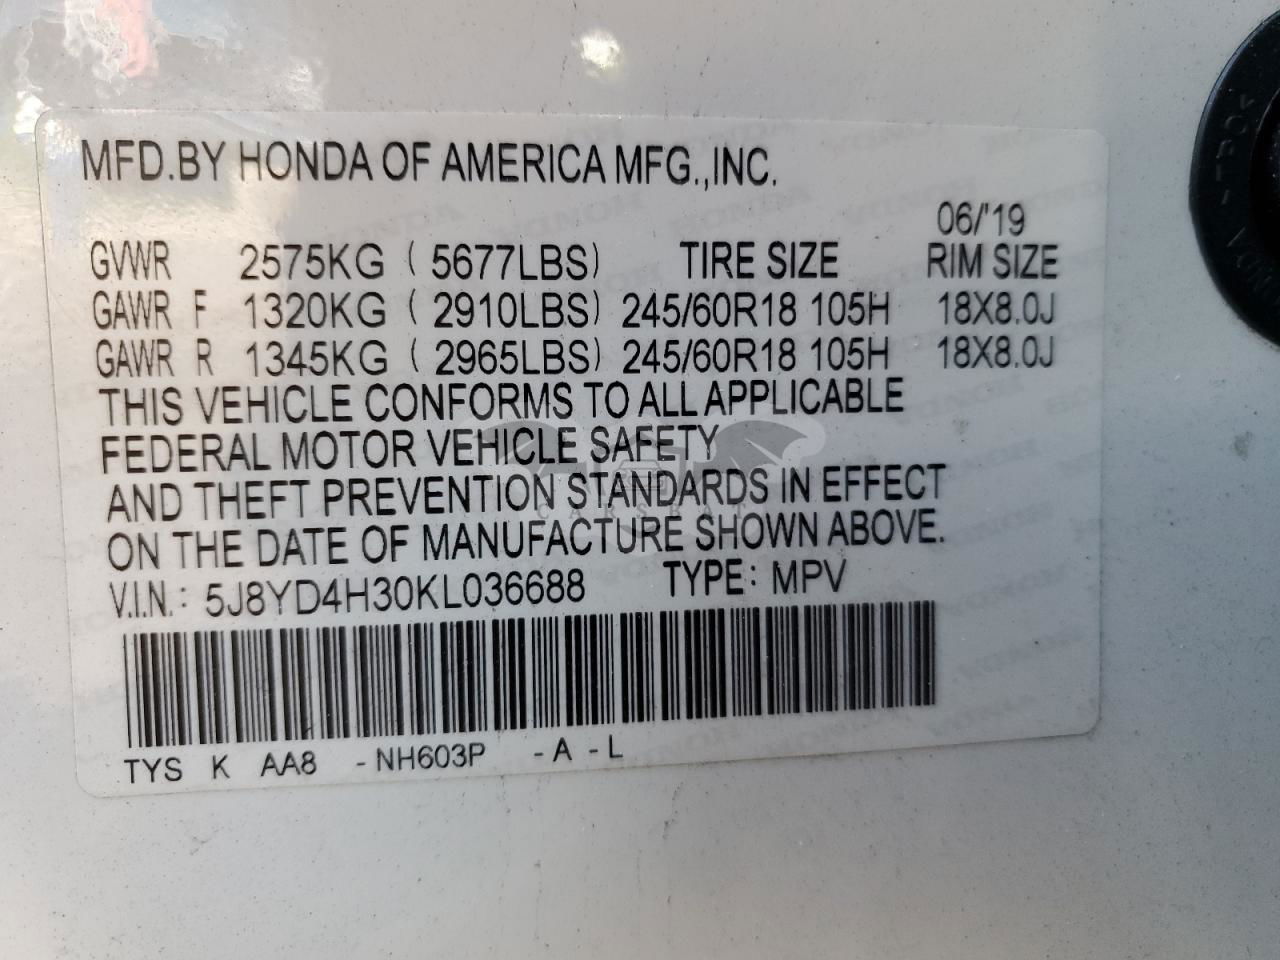 MFD.BY HONDA OF AMERICA MFG.,INC.
06/'19
GVWR 2575KG ( 5677LBS) TIRE SIZE RIM SIZE
GAWR F 1320KG ( 2910LBS) 245/60R18 105H 18X8.0J
GAWR R 1345KG ( 2965LBS) 245/60R18 105H 18X8.0J
THIS VEHICLE CONFORMS TO ALL APPLICABLE
FEDERAL MOTOR VEHICLE SAFETY
AND THEFT PREVENTION STANDARDS IN EFFECT
ON THE DATE OF MANUFACTURE SHOWN ABOVE.
V.I.N.: 5J8YD4H30KL036688 TYPE: MPV
TYS K AA8 -NH603P -A -L